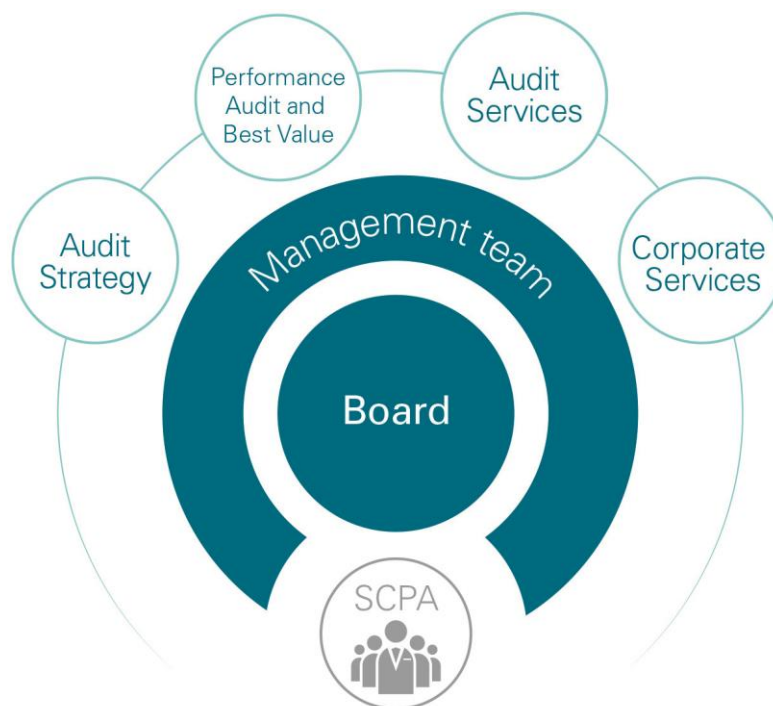 Performance
Audit and
Best Value
Audit
Services
Audit
Strategy
Corporate
Services
Management team
Board
SCPA